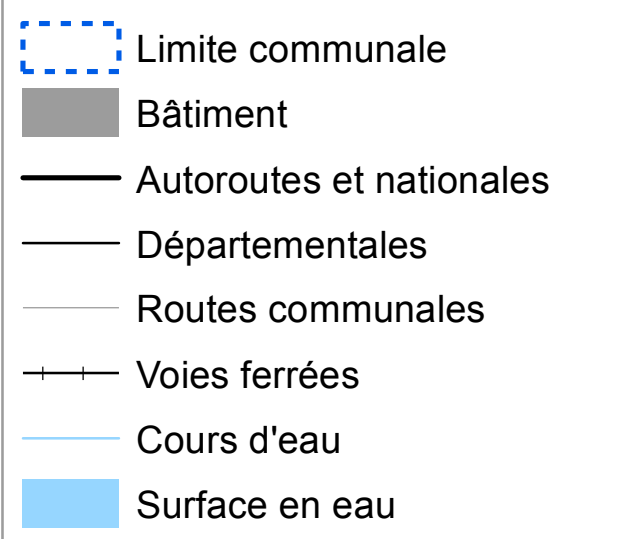 Limite communale
Bâtiment
Autoroutes et nationales
Départementales
Routes communales
Voies ferrées
Cours d'eau
Surface en eau